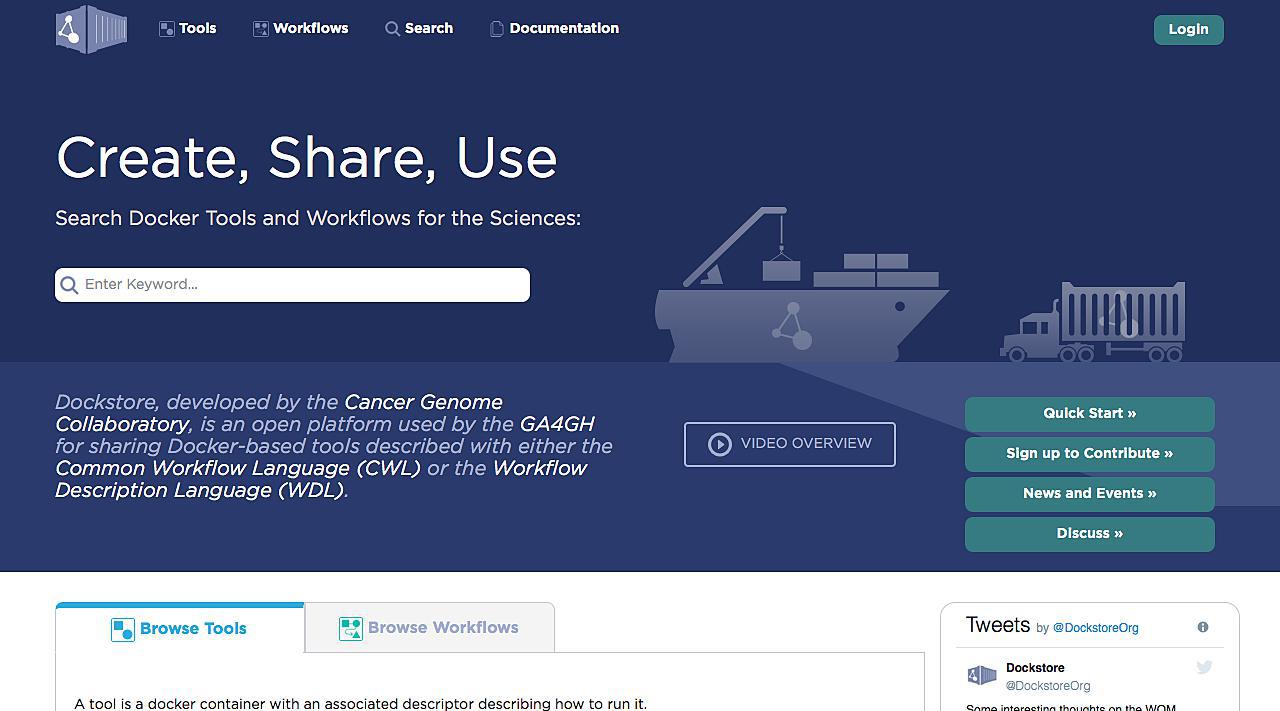 Tools
Workflows
Search
Documentation
Login
Create, Share, Use
Search Docker Tools and Workflows for the Sciences:
Enter Keyword...
Dockstore, developed by the Cancer Genome
Collaboratory, is an open platform used by the GA4GH
for sharing Docker-based tools described with either the
Common Workflow Language (CWL) or the Workflow
Description Language (WDL).
VIDEO OVERVIEW
Quick Start »
Sign up to Contribute »
News and Events »
Discuss »
Browse Tools
Browse Workflows
A tool is a docker container with an associated descriptor describing how to run it.
Tweets by @DockstoreOrg
Dockstore
@DockstoreOrg
Some interesting thoughts on the WOM